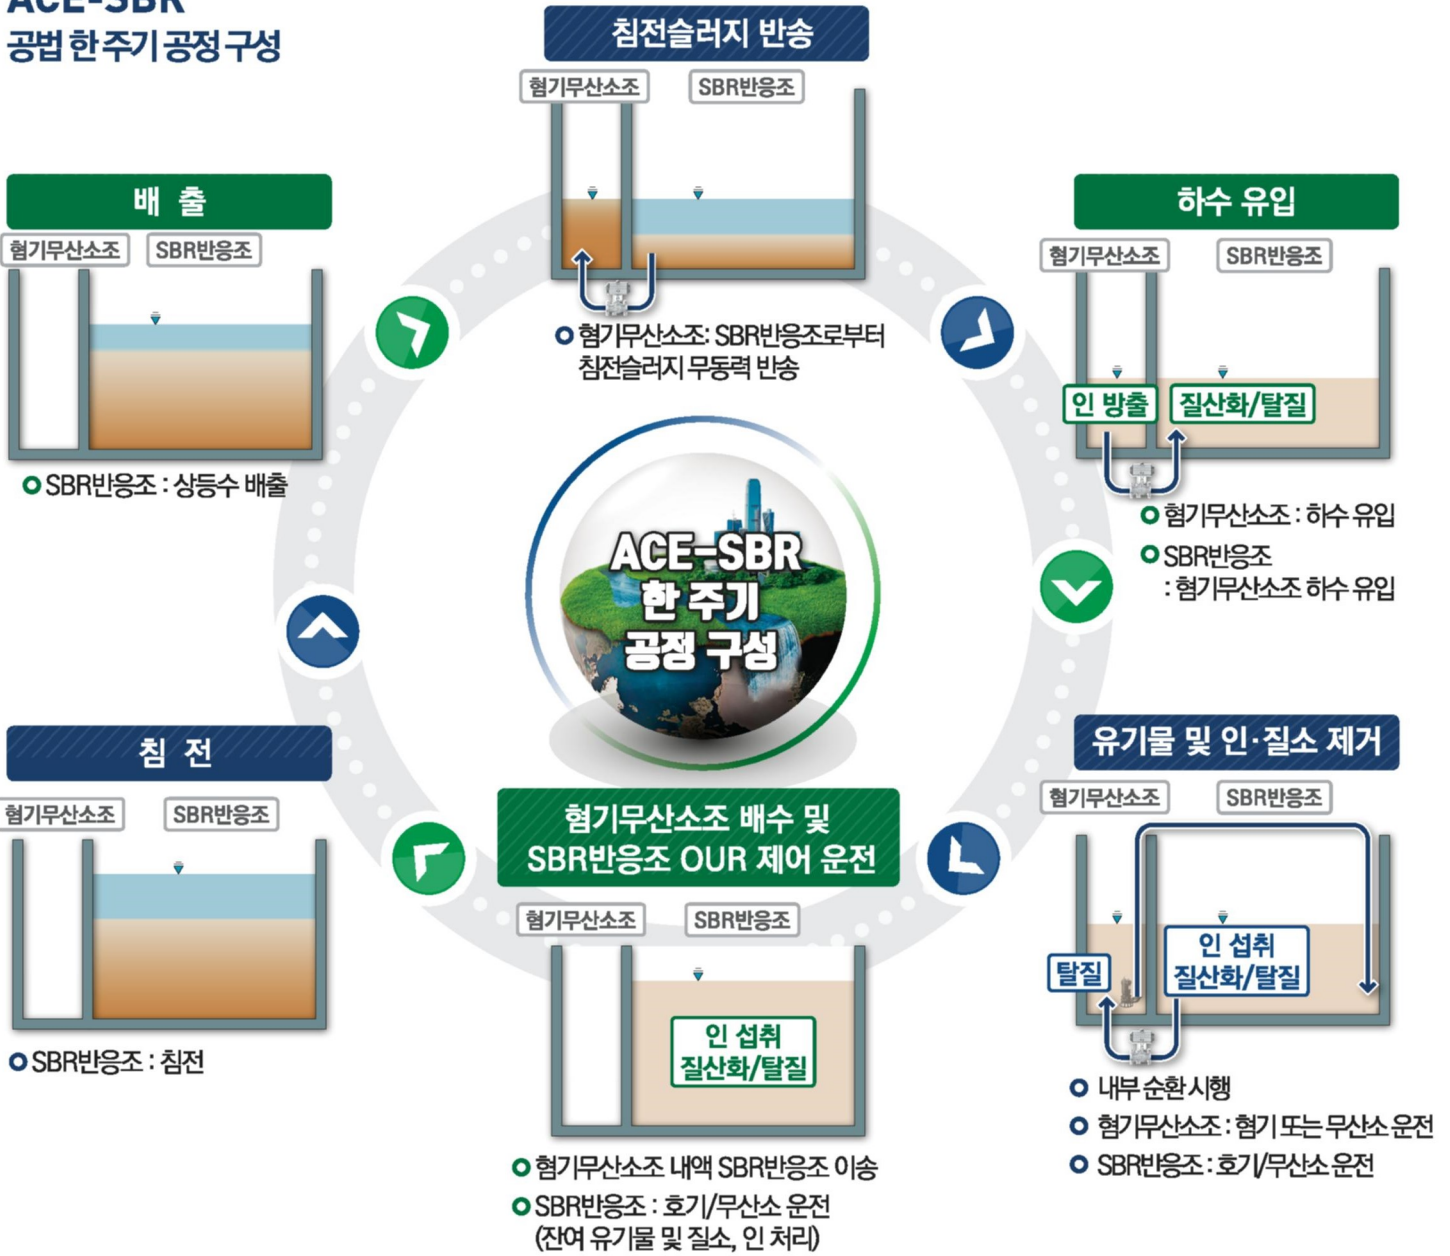 ACE-SBR
공법 한 주기 공정 구성
침전슬러지 반송
혐기무산소조
SBR반응조
혐기무산소조: SBR반응조로부터
침전슬러지 무동력 반송
하수 유입
혐기무산소조
SBR반응조
인 방출
질산화/탈질
혐기무산소조 : 하수 유입
SBR반응조
: 혐기무산소조 하수 유입
유기물 및 인·질소 제거
혐기무산소조
SBR반응조
탈질
인 섭취
질산화/탈질
내부 순환 시행
혐기무산소조 : 혐기 또는 무산소 운전
SBR반응조 : 호기/무산소 운전
혐기무산소조 배수 및
SBR반응조 OUR 제어 운전
혐기무산소조
SBR반응조
인 섭취
질산화/탈질
혐기무산소조 내액 SBR반응조 이송
SBR반응조 : 호기/무산소 운전
(잔여 유기물 및 질소, 인 처리)
침 전
혐기무산소조
SBR반응조
SBR반응조 : 침전
배 출
혐기무산소조
SBR반응조
SBR반응조 : 상등수 배출
ACE-SBR
한 주기
공정 구성